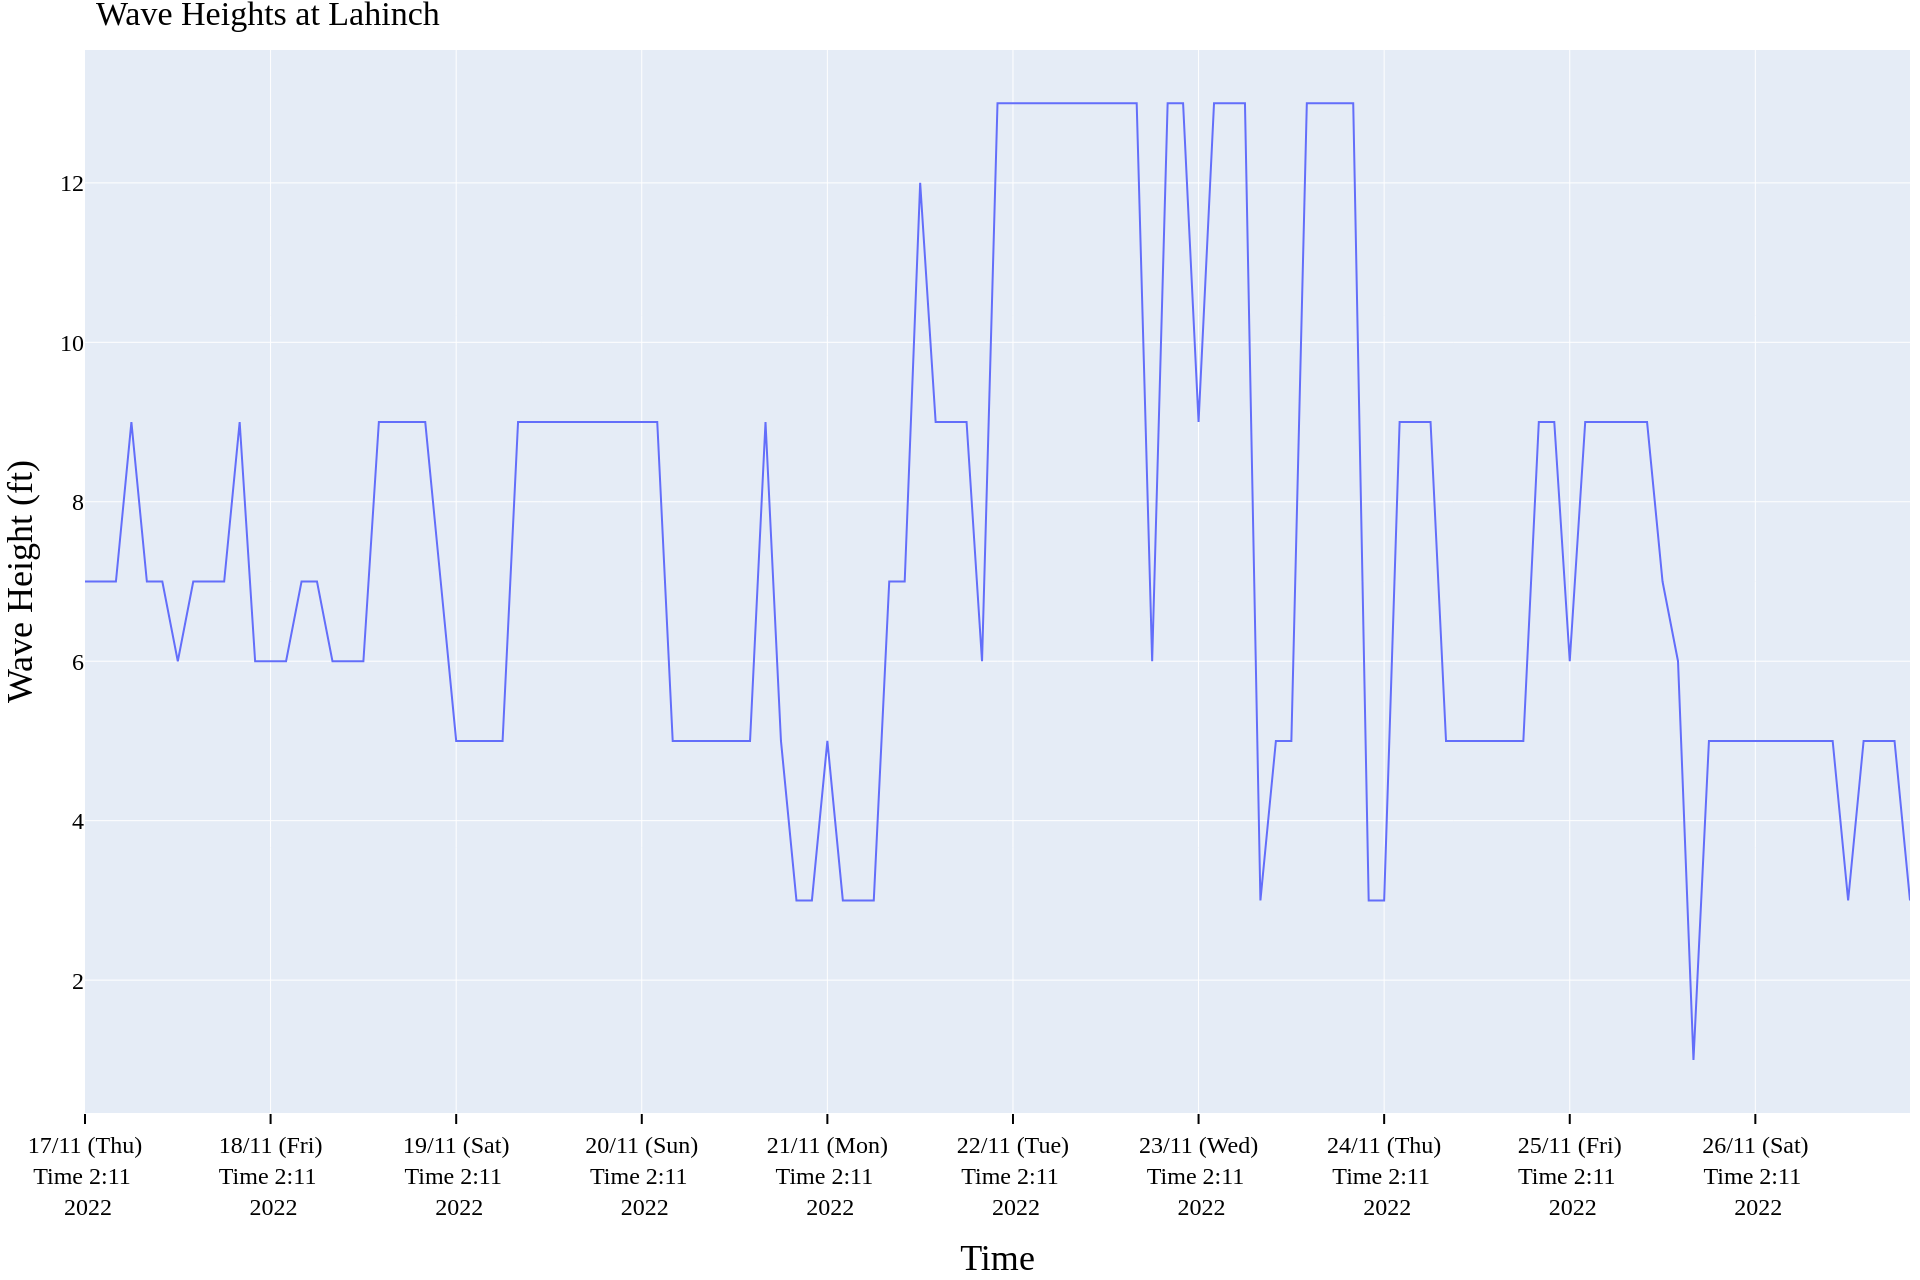 Wave Heights at Lahinch
Wave Height (ft)
12
10
8
6
4
2
17/11 (Thu)
Time 2:11
2022
18/11 (Fri)
Time 2:11
2022
19/11 (Sat)
Time 2:11
2022
20/11 (Sun)
Time 2:11
2022
21/11 (Mon)
Time 2:11
2022
22/11 (Tue)
Time 2:11
2022
23/11 (Wed)
Time 2:11
2022
24/11 (Thu)
Time 2:11
2022
25/11 (Fri)
Time 2:11
2022
26/11 (Sat)
Time 2:11
2022
Time